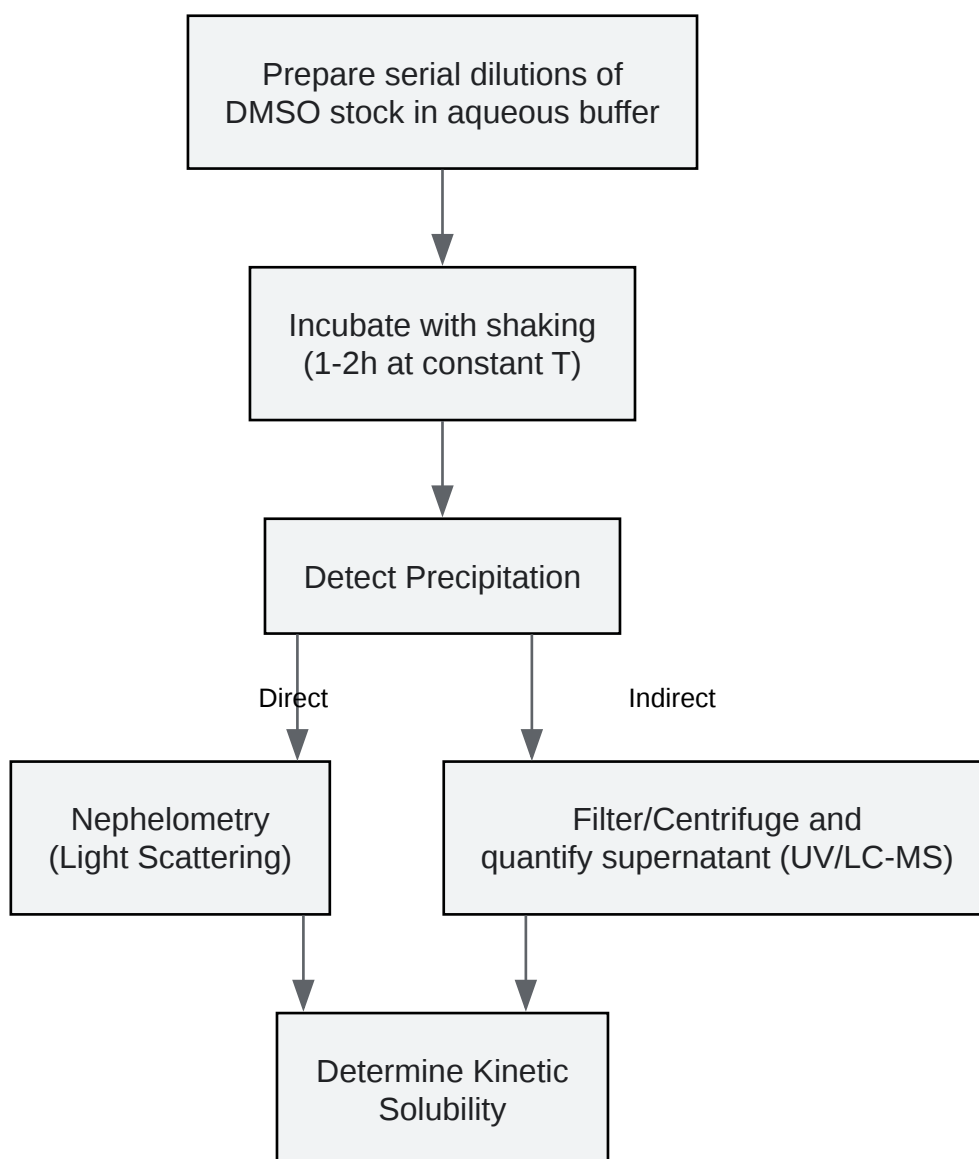 Prepare serial dilutions of
DMSO stock in aqueous buffer
Incubate with shaking
(1-2h at constant T)
Detect Precipitation
Direct
Indirect
Nephelometry
(Light Scattering)
Filter/Centrifuge and
quantify supernatant (UV/LC-MS)
Determine Kinetic
Solubility